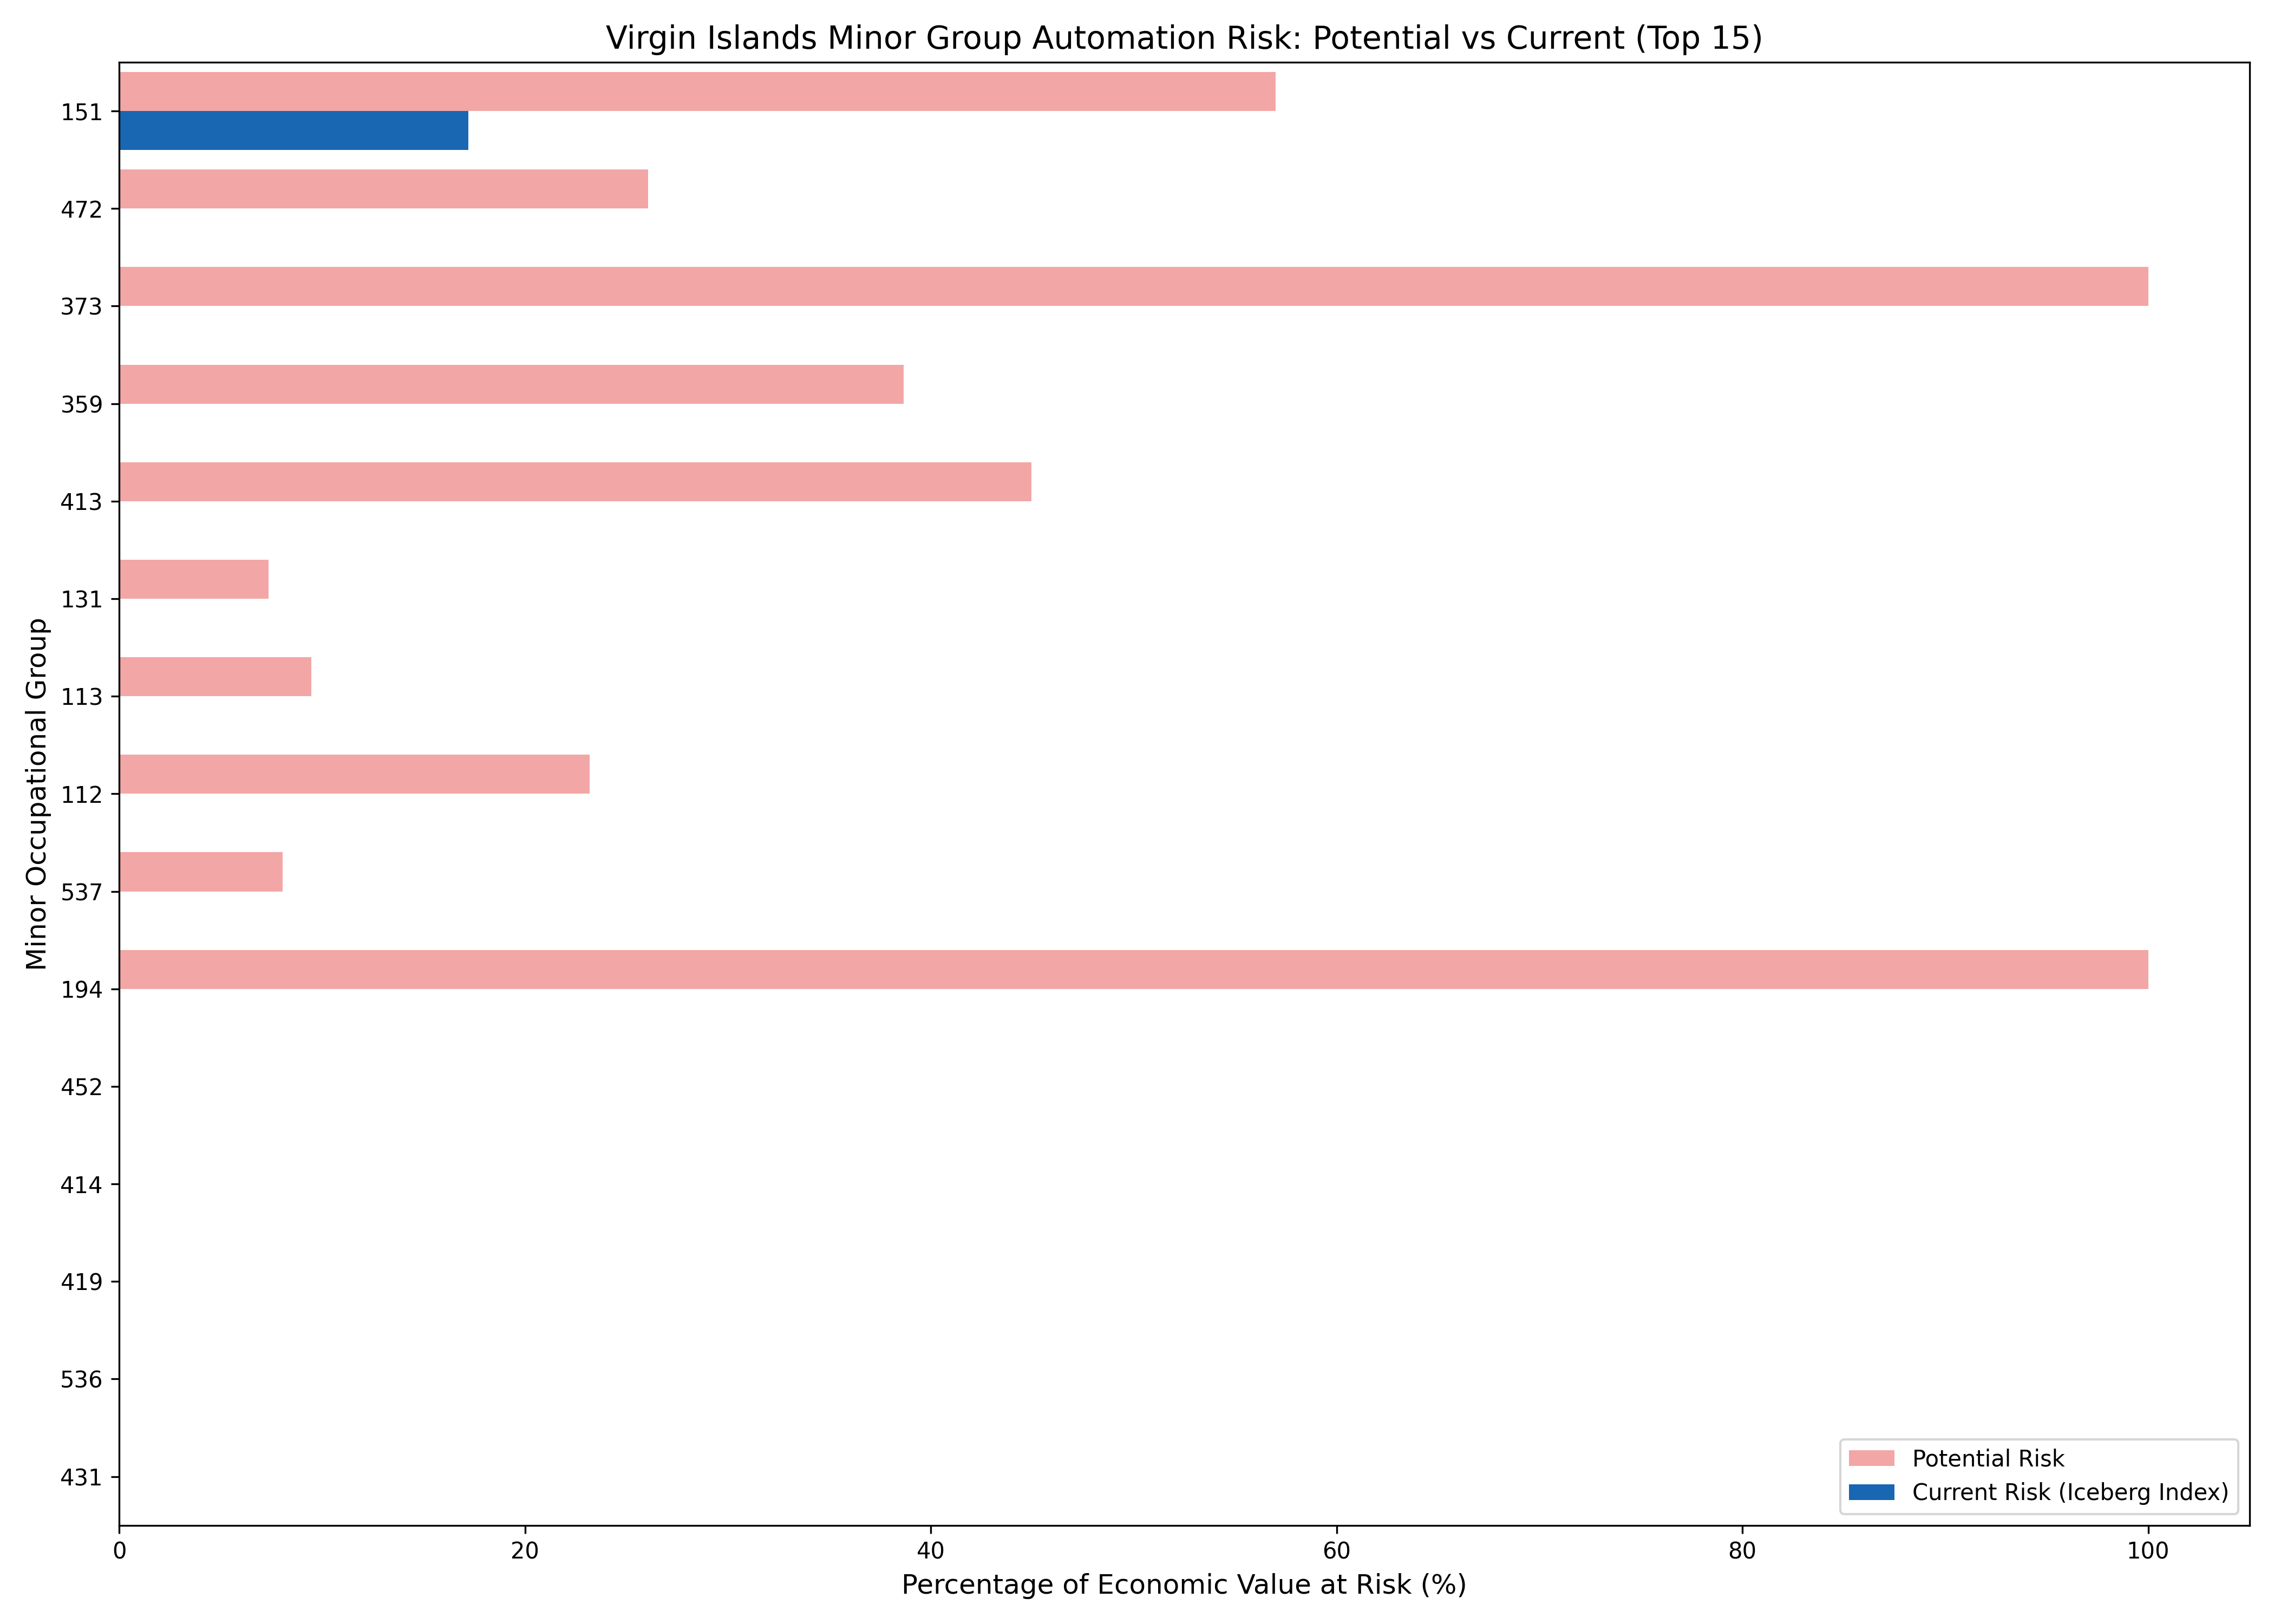 Virgin Islands Minor Group Automation Risk: Potential vs Current (Top 15)
Minor Occupational Group
151
472
373
359
413
131
113
112
537
194
452
414
419
536
431
Potential Risk
Current Risk (Iceberg Index)
0 20 40 60 80 100
Percentage of Economic Value at Risk (%)